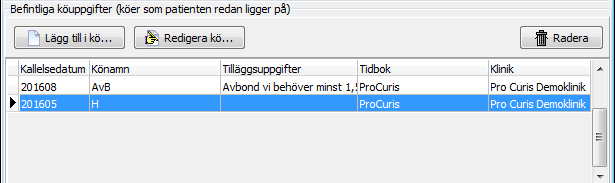 Befintliga köuppgifter (köer som patienten redan ligger på)
Lägg till i kö... Redigera kö... Radera
Kallelsedatum Könamn Tilläggsuppgifter Tidbok Klinik
201608 AvB Avbond vi behöver minst 1,5 ProCuris Pro Curis Demoklinik
201605 H ProCuris Pro Curis Demoklinik